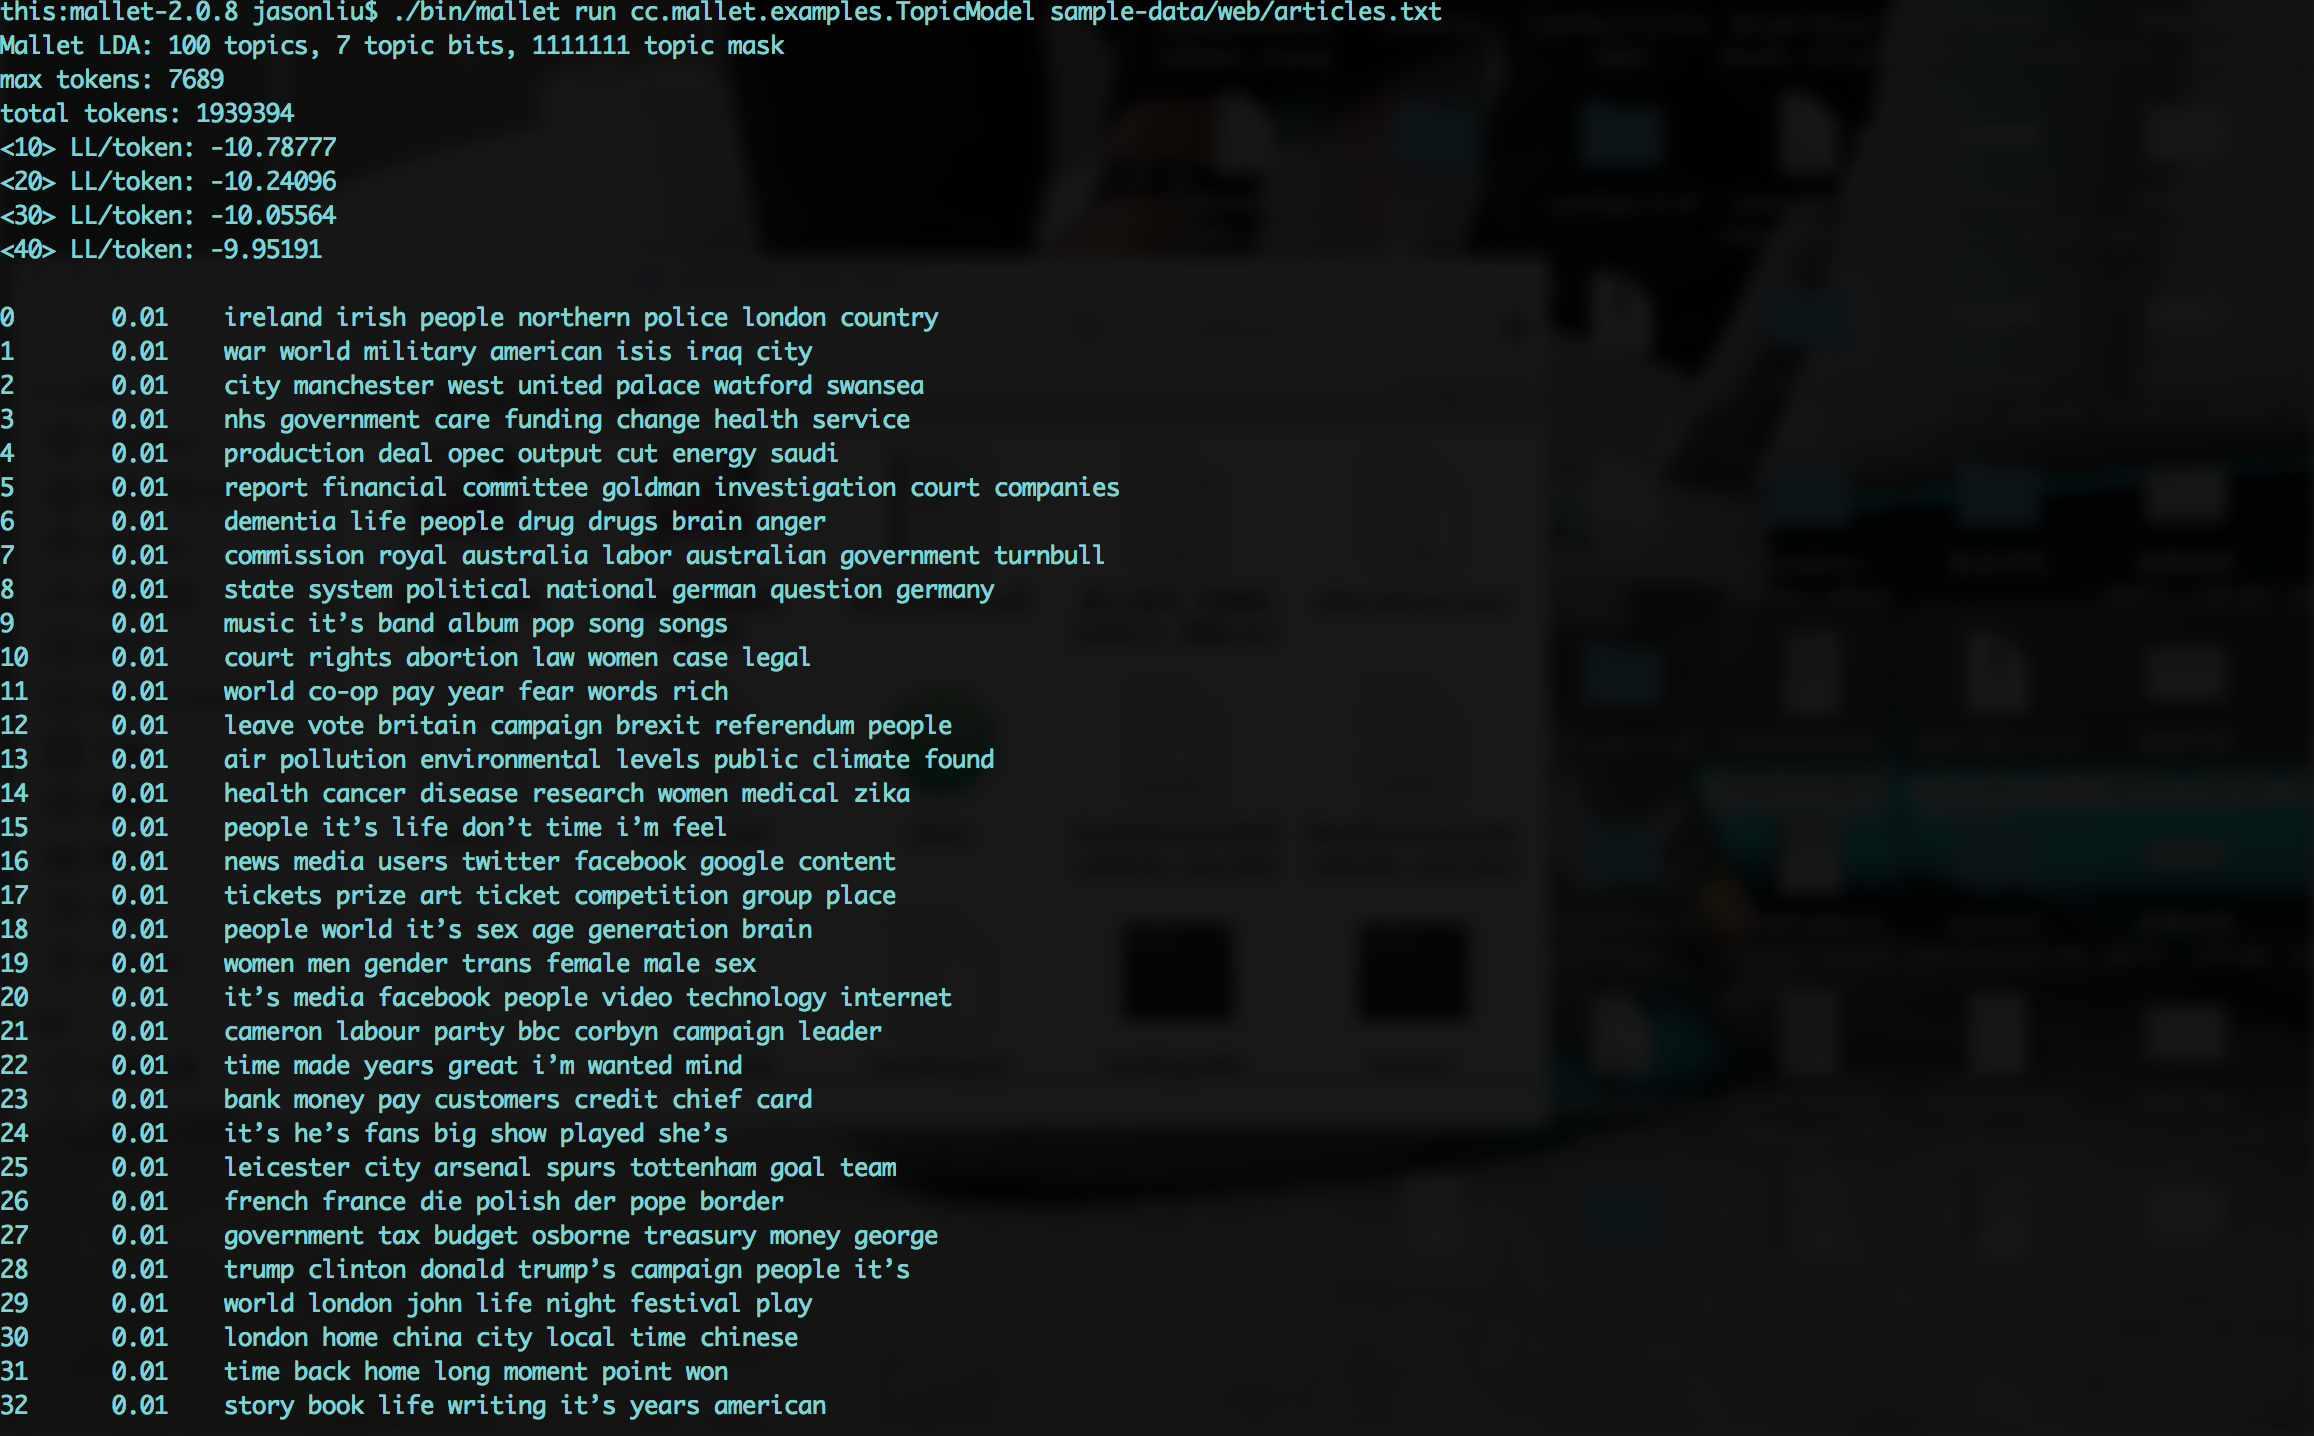 this:mallet-2.0.8 jasonliu$ ./bin/mallet run cc.mallet.examples.TopicModel sample-data/web/articles.txt
Mallet LDA: 100 topics, 7 topic bits, 1111111 topic mask
max tokens: 7689
total tokens: 1939394
<10> LL/token: -10.78777
<20> LL/token: -10.24096
<30> LL/token: -10.05564
<40> LL/token: -9.95191
0 0.01 ireland irish people northern police london country
1 0.01 war world military american isis iraq city
2 0.01 city manchester west united palace watford swansea
3 0.01 nhs government care funding change health service
4 0.01 production deal opec output cut energy saudi
5 0.01 report financial committee goldman investigation court companies
6 0.01 dementia life people drug drugs brain anger
7 0.01 commission royal australia labor australian government turnbull
8 0.01 state system political national german question germany
9 0.01 music it’s band album pop song songs
10 0.01 court rights abortion law women case legal
11 0.01 world co-op pay year fear words rich
12 0.01 leave vote britain campaign brexit referendum people
13 0.01 air pollution environmental levels public climate found
14 0.01 health cancer disease research women medical zika
15 0.01 people it’s life don’t time i’m feel
16 0.01 news media users twitter facebook google content
17 0.01 tickets prize art ticket competition group place
18 0.01 people world it’s sex age generation brain
19 0.01 women men gender trans female male sex
20 0.01 it’s media facebook people video technology internet
21 0.01 cameron labour party bbc corbyn campaign leader
22 0.01 time made years great i’m wanted mind
23 0.01 bank money pay customers credit chief card
24 0.01 it’s he’s fans big show played she’s
25 0.01 leicester city arsenal spurs tottenham goal team
26 0.01 french france die polish der pope border
27 0.01 government tax budget osborne treasury money george
28 0.01 trump clinton donald trump’s campaign people it’s
29 0.01 world london john life night festival play
30 0.01 london home china city local time chinese
31 0.01 time back home long moment point won
32 0.01 story book life writing it’s years american